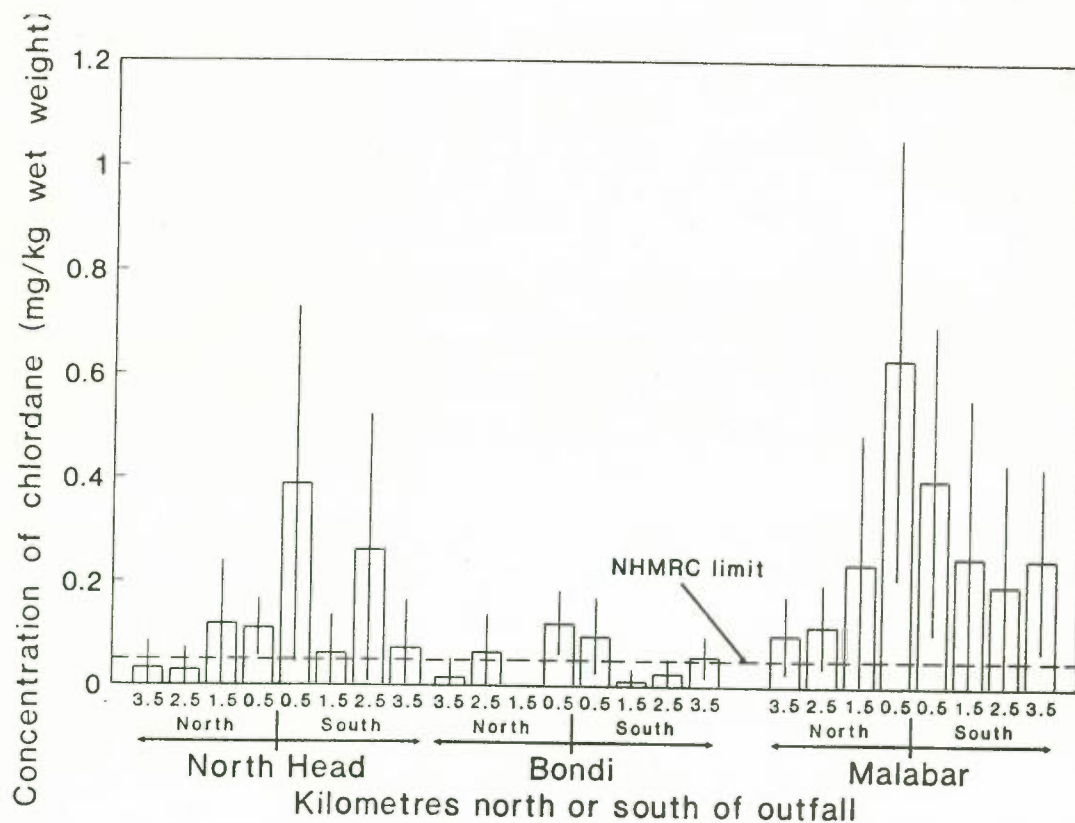 Concentration of chlordane (mg/kg wet weight)
1.2
1
0.8
0.6
0.4
0.2
0
NHMRC limit
3.5 2.5 1.5 0.5 0.5 1.5 2.5 3.5 3.5 2.5 1.5 0.5 0.5 1.5 2.5 3.5 3.5 2.5 1.5 0.5 0.5 1.5 2.5 3.5
North South North South North South
North Head Bondi Malabar
Kilometres north or south of outfall